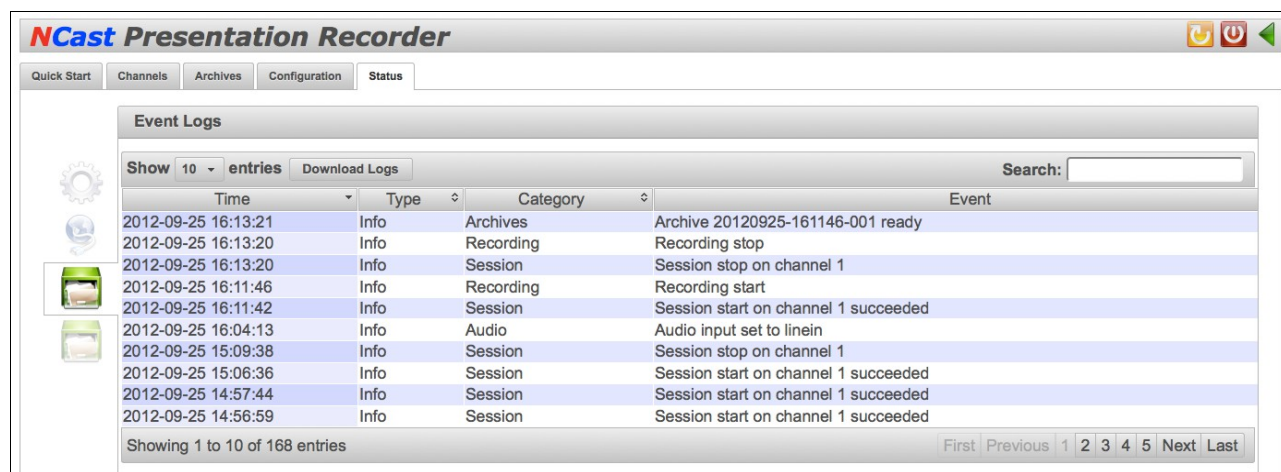 NCast Presentation Recorder
Quick Start Channels Archives Configuration Status
Event Logs
Show 10 entries Download Logs Search:
Time Type Category Event
2012-09-25 16:13:21 Info Archives Archive 20120925-161146-001 ready
2012-09-25 16:13:20 Info Recording Recording stop
2012-09-25 16:13:20 Info Session Session stop on channel 1
2012-09-25 16:11:46 Info Recording Recording start
2012-09-25 16:11:42 Info Session Session start on channel 1 succeeded
2012-09-25 16:04:13 Info Audio Audio input set to linein
2012-09-25 15:09:38 Info Session Session stop on channel 1
2012-09-25 15:06:36 Info Session Session start on channel 1 succeeded
2012-09-25 14:57:44 Info Session Session start on channel 1 succeeded
2012-09-25 14:56:59 Info Session Session start on channel 1 succeeded
Showing 1 to 10 of 168 entries First Previous 1 2 3 4 5 Next Last